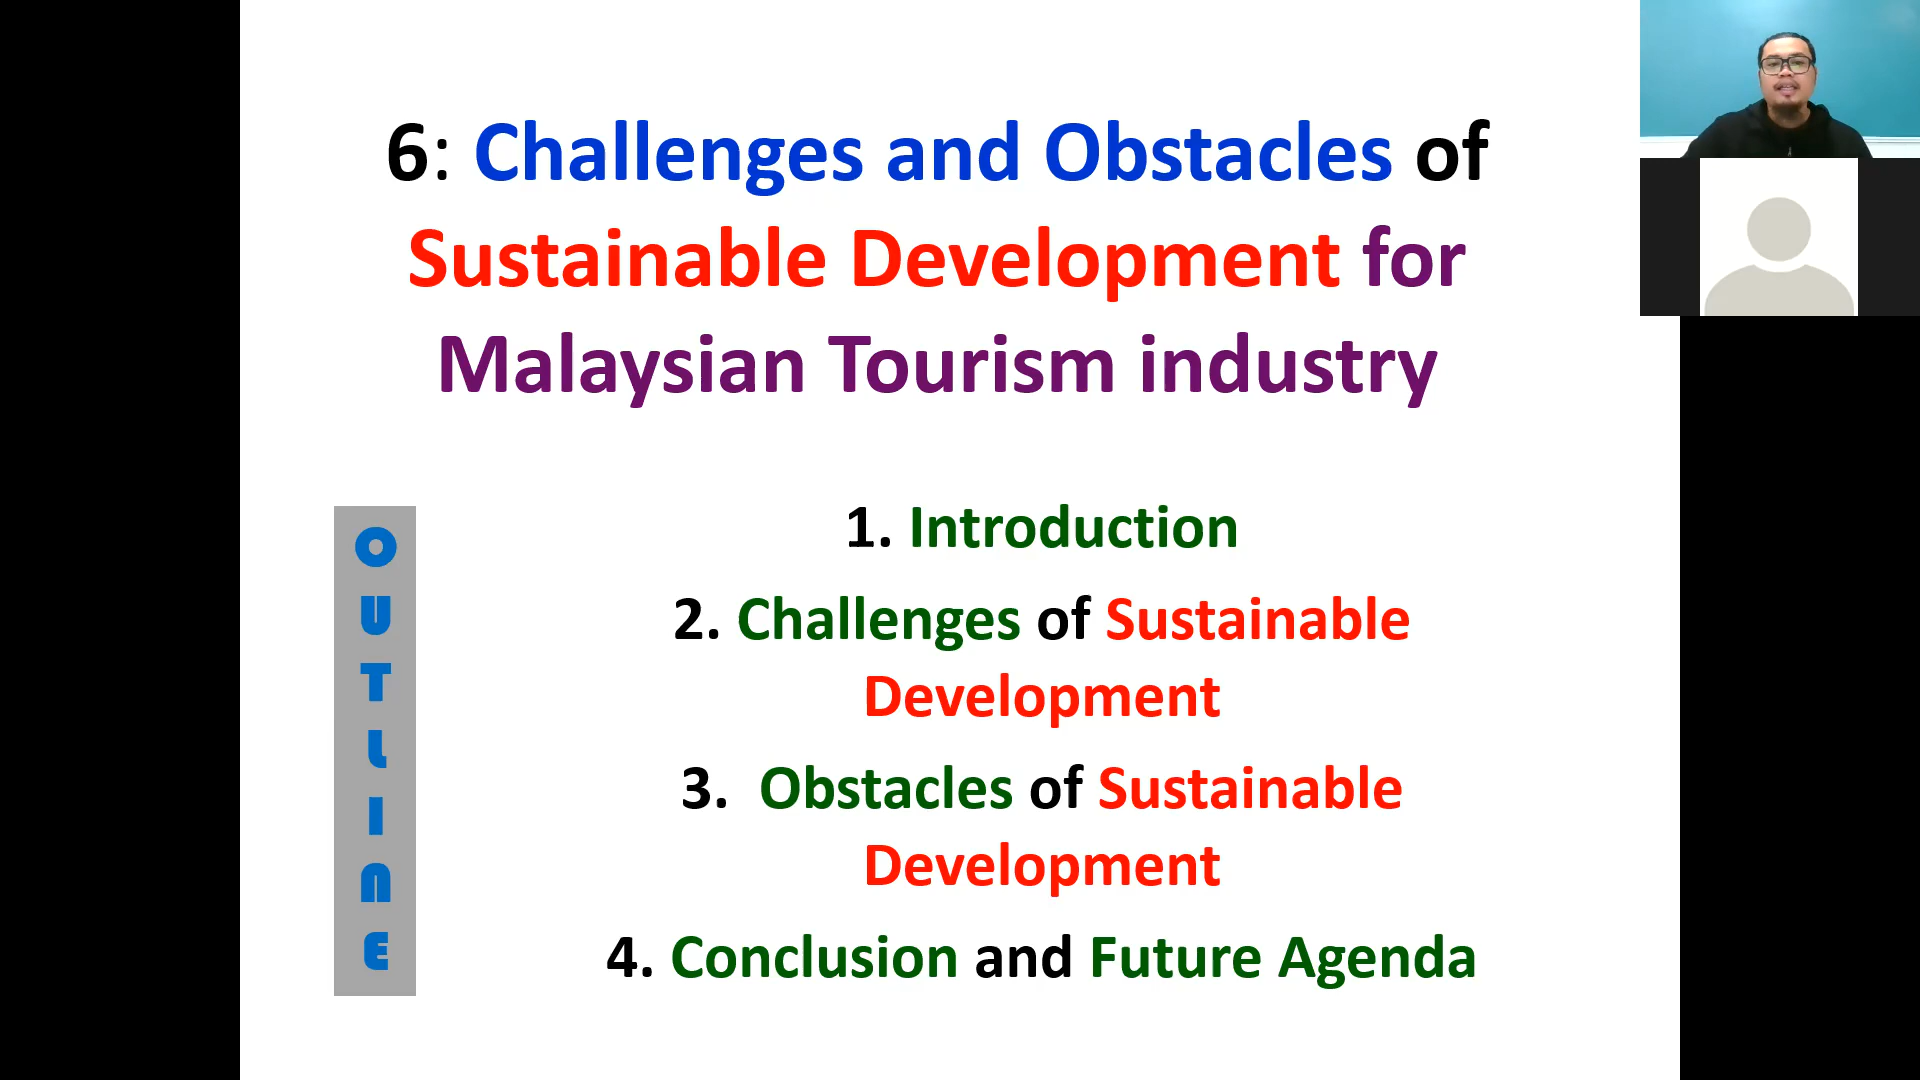 6: Challenges and Obstacles of
Sustainable Development for
Malaysian Tourism industry
OUTLINE
1. Introduction
2. Challenges of Sustainable
Development
3. Obstacles of Sustainable
Development
4. Conclusion and Future Agenda